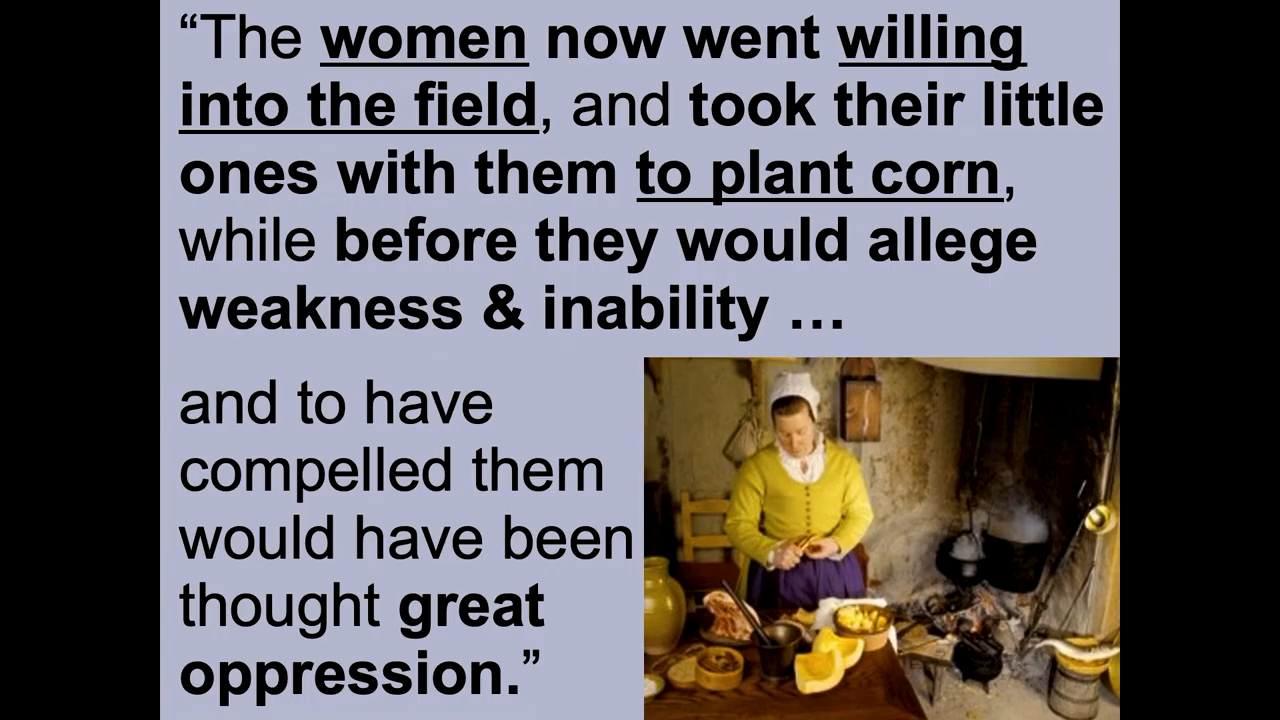 “The women now went willing
into the field, and took their little
ones with them to plant corn,
while before they would allege
weakness & inability …
and to have
compelled them
would have been
thought great
oppression.”